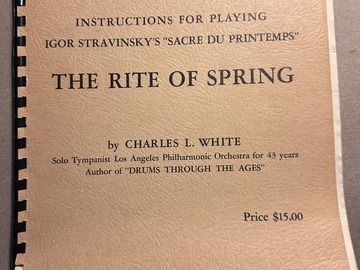 INSTRUCTIONS FOR PLAYING
IGOR STRAVINSKY'S "SACRE DU PRINTEMPS"
THE RITE OF SPRING
by CHARLES L. WHITE
Solo Tympanist Los Angeles Philharmonic Orchestra for 43 years
Author of "DRUMS THROUGH THE AGES"
Price $15.00